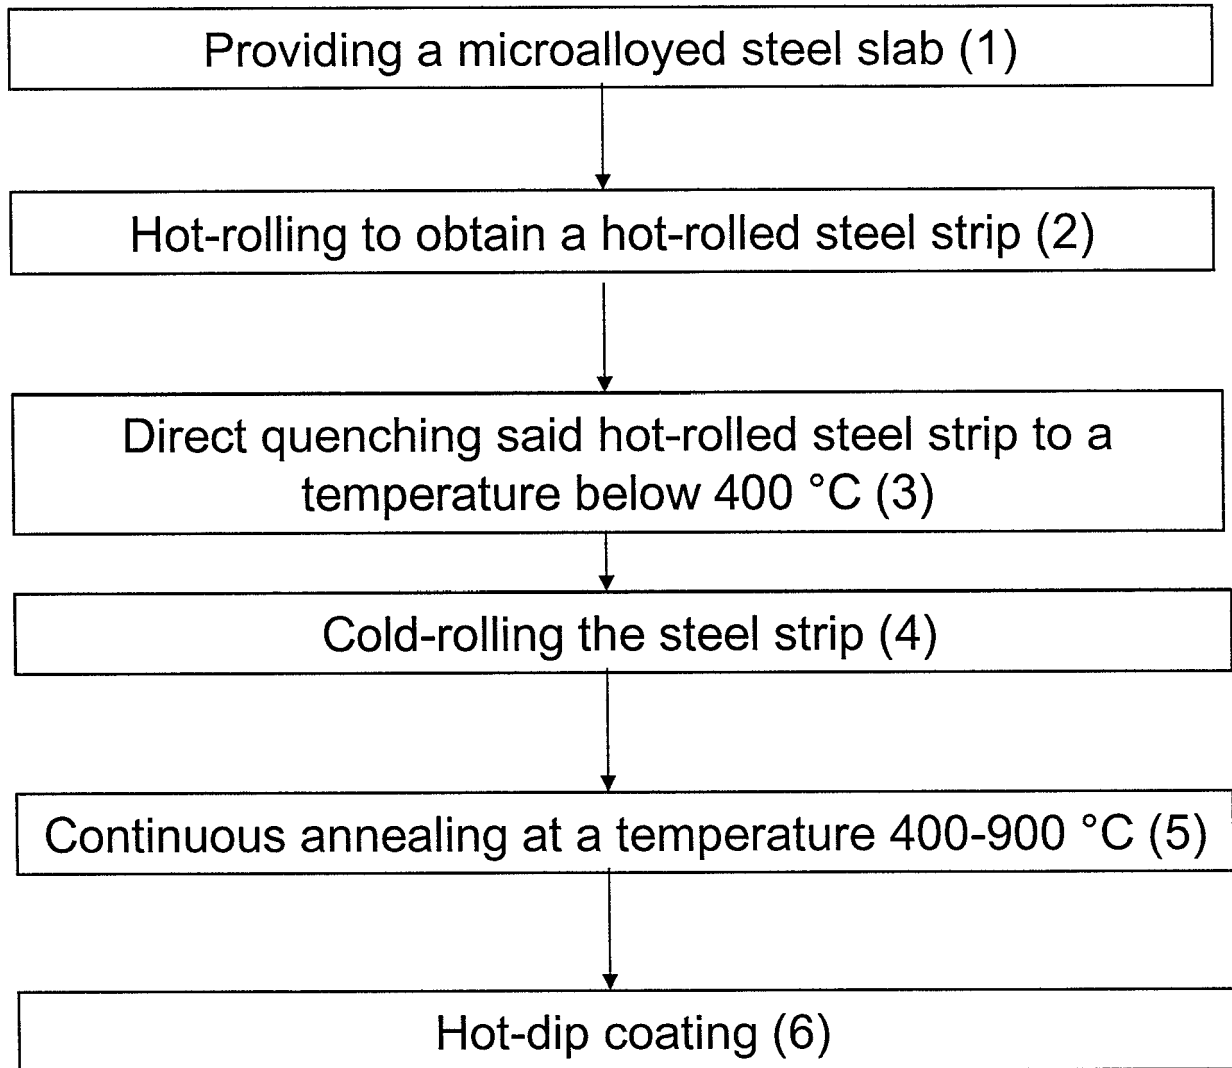 Providing a microalloyed steel slab (1)
Hot-rolling to obtain a hot-rolled steel strip (2)
Direct quenching said hot-rolled steel strip to a
temperature below 400 °C (3)
Cold-rolling the steel strip (4)
Continuous annealing at a temperature 400-900 °C (5)
Hot-dip coating (6)